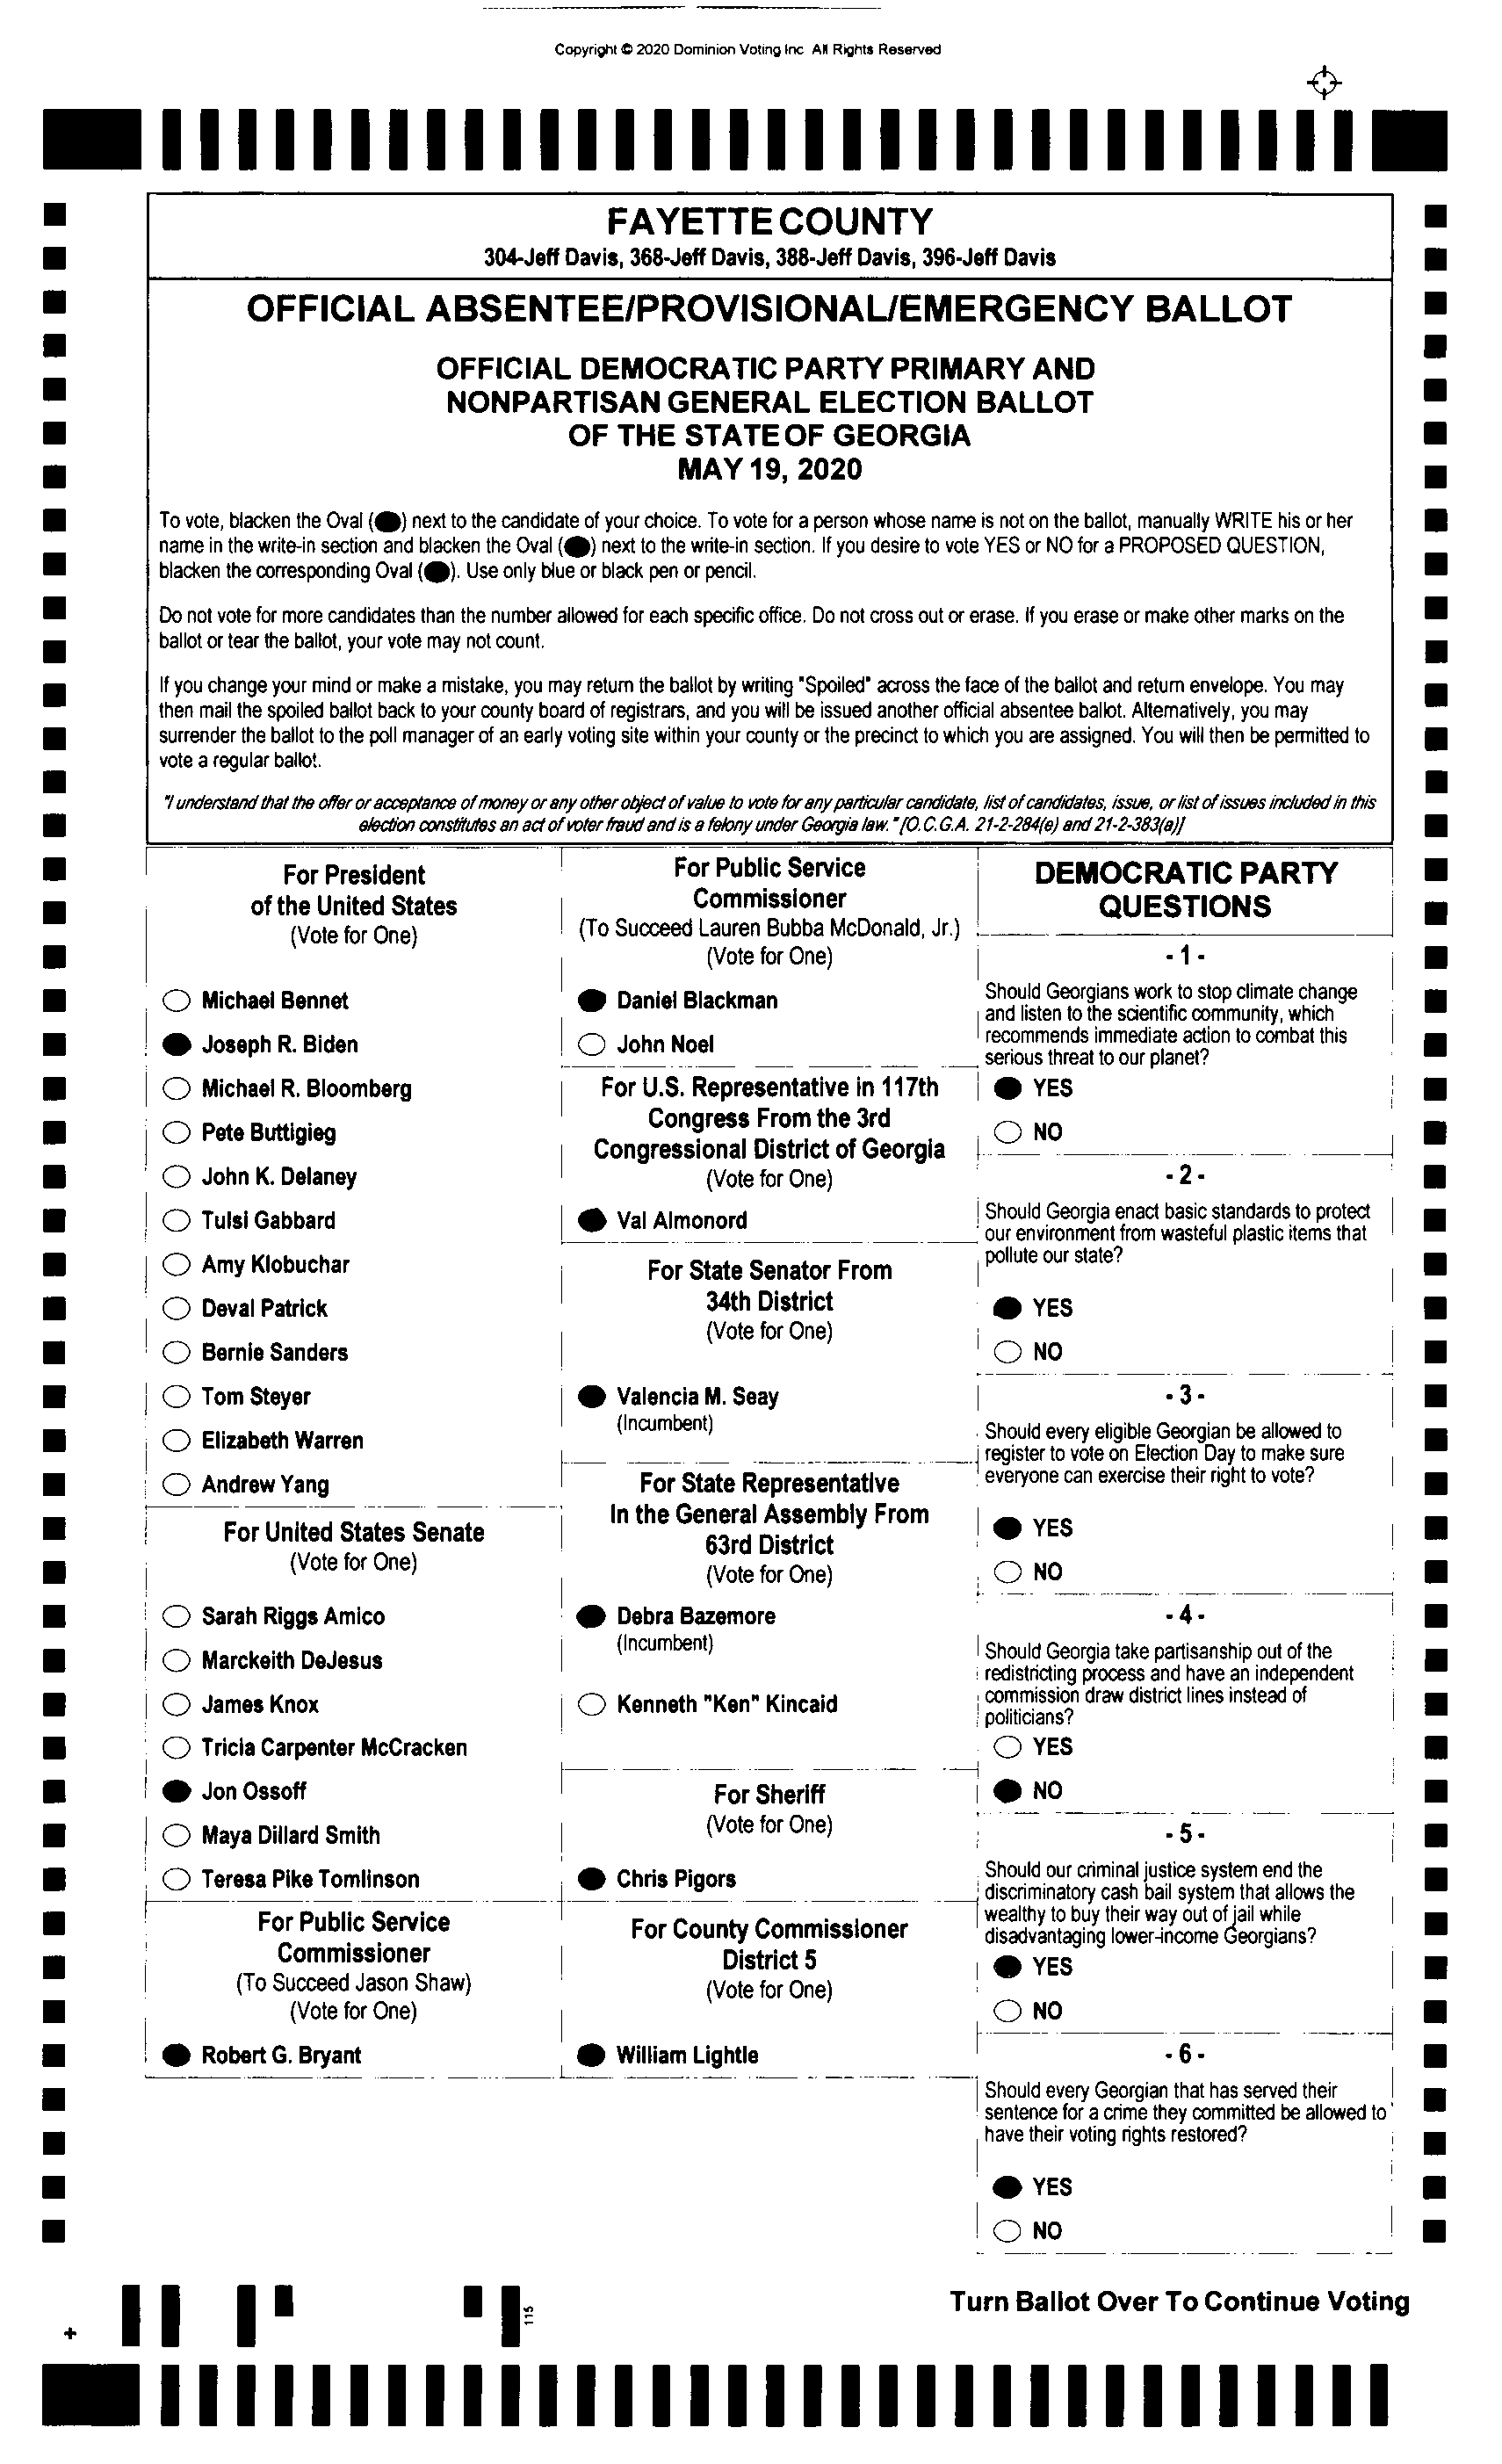 Copyright © 2020 Dominion Voting Inc All Rights Reserved
FAYETTE COUNTY
304-Jeff Davis, 368-Jeff Davis, 388-Jeff Davis, 396-Jeff Davis
OFFICIAL ABSENTEE/PROVISIONAL/EMERGENCY BALLOT
OFFICIAL DEMOCRATIC PARTY PRIMARY AND
NONPARTISAN GENERAL ELECTION BALLOT
OF THE STATE OF GEORGIA
MAY 19, 2020
To vote, blacken the Oval (●) next to the candidate of your choice. To vote for a person whose name is not on the ballot, manually WRITE his or her
name in the write-in section and blacken the Oval (●) next to the write-in section. If you desire to vote YES or NO for a PROPOSED QUESTION,
blacken the corresponding Oval (●). Use only blue or black pen or pencil.
Do not vote for more candidates than the number allowed for each specific office. Do not cross out or erase. If you erase or make other marks on the
ballot or tear the ballot, your vote may not count.
If you change your mind or make a mistake, you may return the ballot by writing "Spoiled" across the face of the ballot and return envelope. You may
then mail the spoiled ballot back to your county board of registrars, and you will be issued another official absentee ballot. Alternatively, you may
surrender the ballot to the poll manager of an early voting site within your county or the precinct to which you are assigned. You will then be permitted to
vote a regular ballot.
"I understand that the offer or acceptance of money or any other object of value to vote for any particular candidate, list of candidates, issue, or list of issues included in this
election constitutes an act of voter fraud and is a felony under Georgia law." [O.C.G.A. 21-2-284(e) and 21-2-383(a)]
For President
of the United States
(Vote for One)
Michael Bennet
Joseph R. Biden
Michael R. Bloomberg
Pete Buttigieg
John K. Delaney
Tulsi Gabbard
Amy Klobuchar
Deval Patrick
Bernie Sanders
Tom Steyer
Elizabeth Warren
Andrew Yang
For United States Senate
(Vote for One)
Sarah Riggs Amico
Marckeith DeJesus
James Knox
Tricia Carpenter McCracken
Jon Ossoff
Maya Dillard Smith
Teresa Pike Tomlinson
For Public Service
Commissioner
(To Succeed Jason Shaw)
(Vote for One)
Robert G. Bryant
For Public Service
Commissioner
(To Succeed Lauren Bubba McDonald, Jr.)
(Vote for One)
Daniel Blackman
John Noel
For U.S. Representative in 117th
Congress From the 3rd
Congressional District of Georgia
(Vote for One)
Val Almonord
For State Senator From
34th District
(Vote for One)
Valencia M. Seay
(Incumbent)
For State Representative
In the General Assembly From
63rd District
(Vote for One)
Debra Bazemore
(Incumbent)
Kenneth "Ken" Kincaid
For Sheriff
(Vote for One)
Chris Pigors
For County Commissioner
District 5
(Vote for One)
William Lightle
DEMOCRATIC PARTY
QUESTIONS
- 1 -
Should Georgians work to stop climate change
and listen to the scientific community, which
recommends immediate action to combat this
serious threat to our planet?
YES
NO
- 2 -
Should Georgia enact basic standards to protect
our environment from wasteful plastic items that
pollute our state?
YES
NO
- 3 -
Should every eligible Georgian be allowed to
register to vote on Election Day to make sure
everyone can exercise their right to vote?
YES
NO
- 4 -
Should Georgia take partisanship out of the
redistricting process and have an independent
commission draw district lines instead of
politicians?
YES
NO
- 5 -
Should our criminal justice system end the
discriminatory cash bail system that allows the
wealthy to buy their way out of jail while
disadvantaging lower-income Georgians?
YES
NO
- 6 -
Should every Georgian that has served their
sentence for a crime they committed be allowed to
have their voting rights restored?
YES
NO
Turn Ballot Over To Continue Voting
115